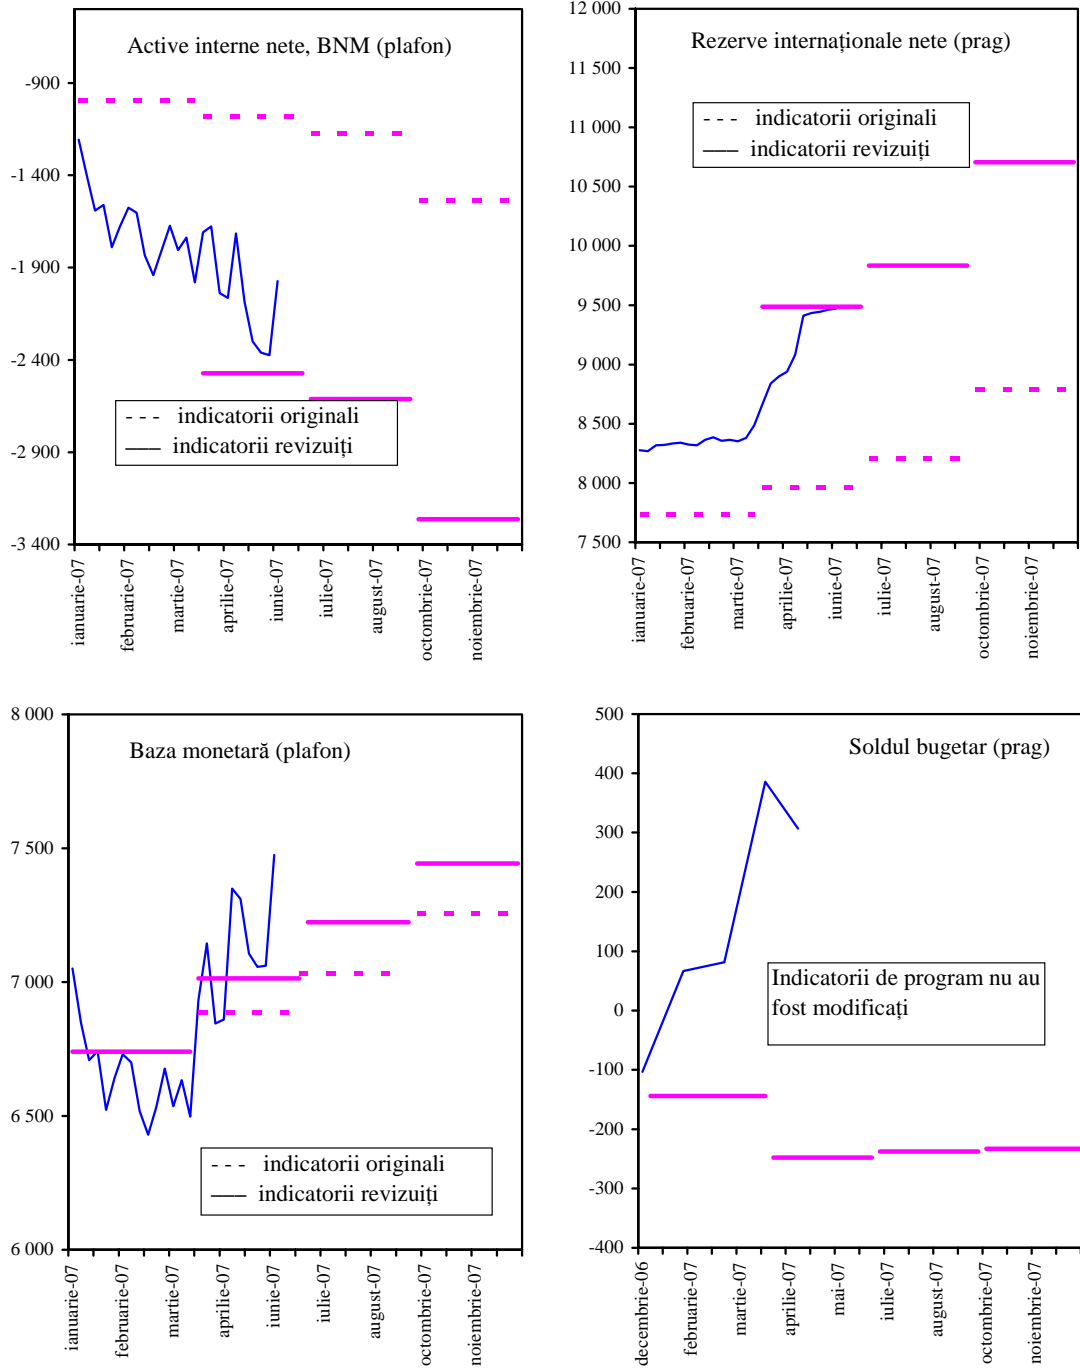 Active interne nete, BNM (plafon)
-900
-1 400
-1 900
-2 400
-2 900
-3 400
- - - indicatorii originali
—— indicatorii revizuiți
ianuarie-07
februarie-07
martie-07
aprilie-07
iunie-07
iulie-07
august-07
octombrie-07
noiembrie-07
Rezerve internaționale nete (prag)
12 000
11 500
11 000
10 500
10 000
9 500
9 000
8 500
8 000
7 500
- - - indicatorii originali
—— indicatorii revizuiți
ianuarie-07
februarie-07
martie-07
aprilie-07
iunie-07
iulie-07
august-07
octombrie-07
noiembrie-07
Baza monetară (plafon)
8 000
7 500
7 000
6 500
6 000
- - - indicatorii originali
—— indicatorii revizuiți
ianuarie-07
februarie-07
martie-07
aprilie-07
iunie-07
iulie-07
august-07
octombrie-07
noiembrie-07
Soldul bugetar (prag)
500
400
300
200
100
0
-100
-200
-300
-400
Indicatorii de program nu au
fost modificați
decembrie-06
februarie-07
martie-07
aprilie-07
mai-07
iulie-07
august-07
octombrie-07
noiembrie-07